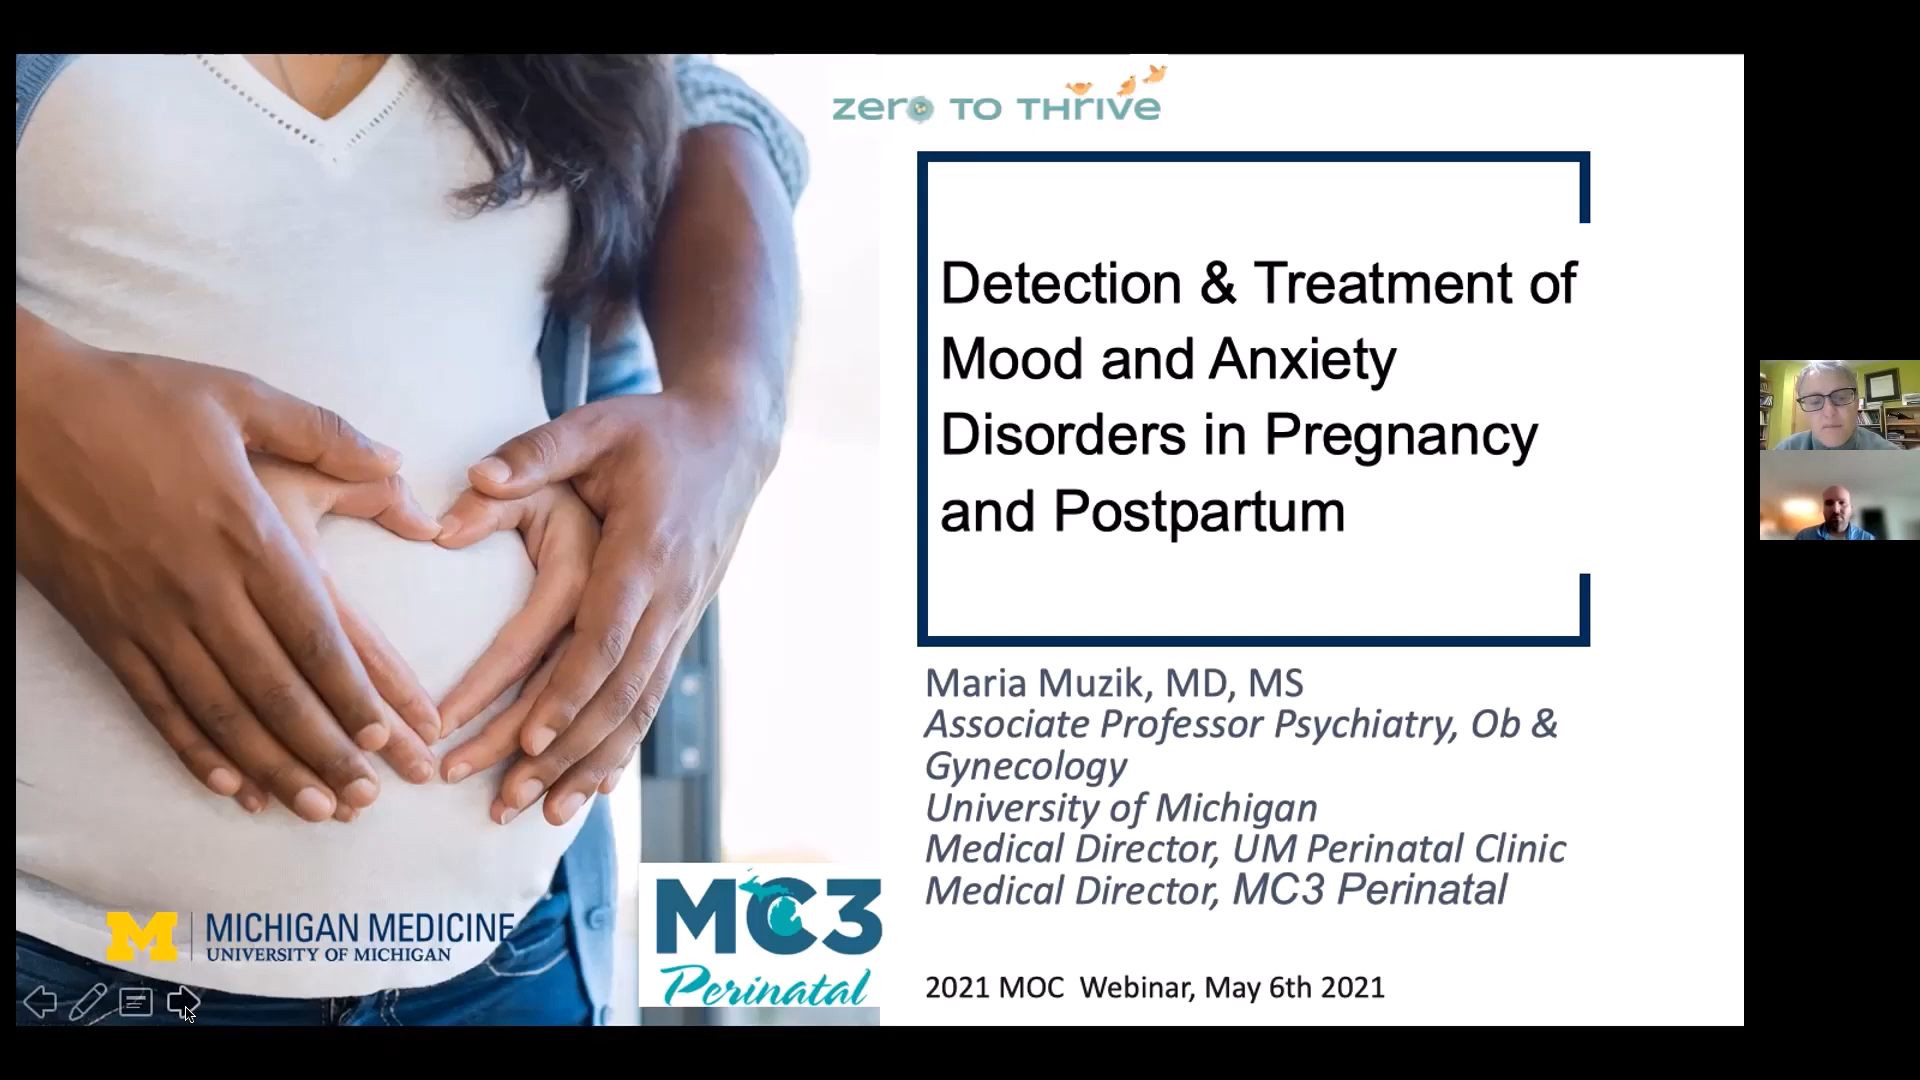 zero TO THrive
Detection & Treatment of
Mood and Anxiety
Disorders in Pregnancy
and Postpartum
Maria Muzik, MD, MS
Associate Professor Psychiatry, Ob &
Gynecology
University of Michigan
Medical Director, UM Perinatal Clinic
Medical Director, MC3 Perinatal
2021 MOC Webinar, May 6th 2021
M MICHIGAN MEDICINE
UNIVERSITY OF MICHIGAN
MC3
Perinatal